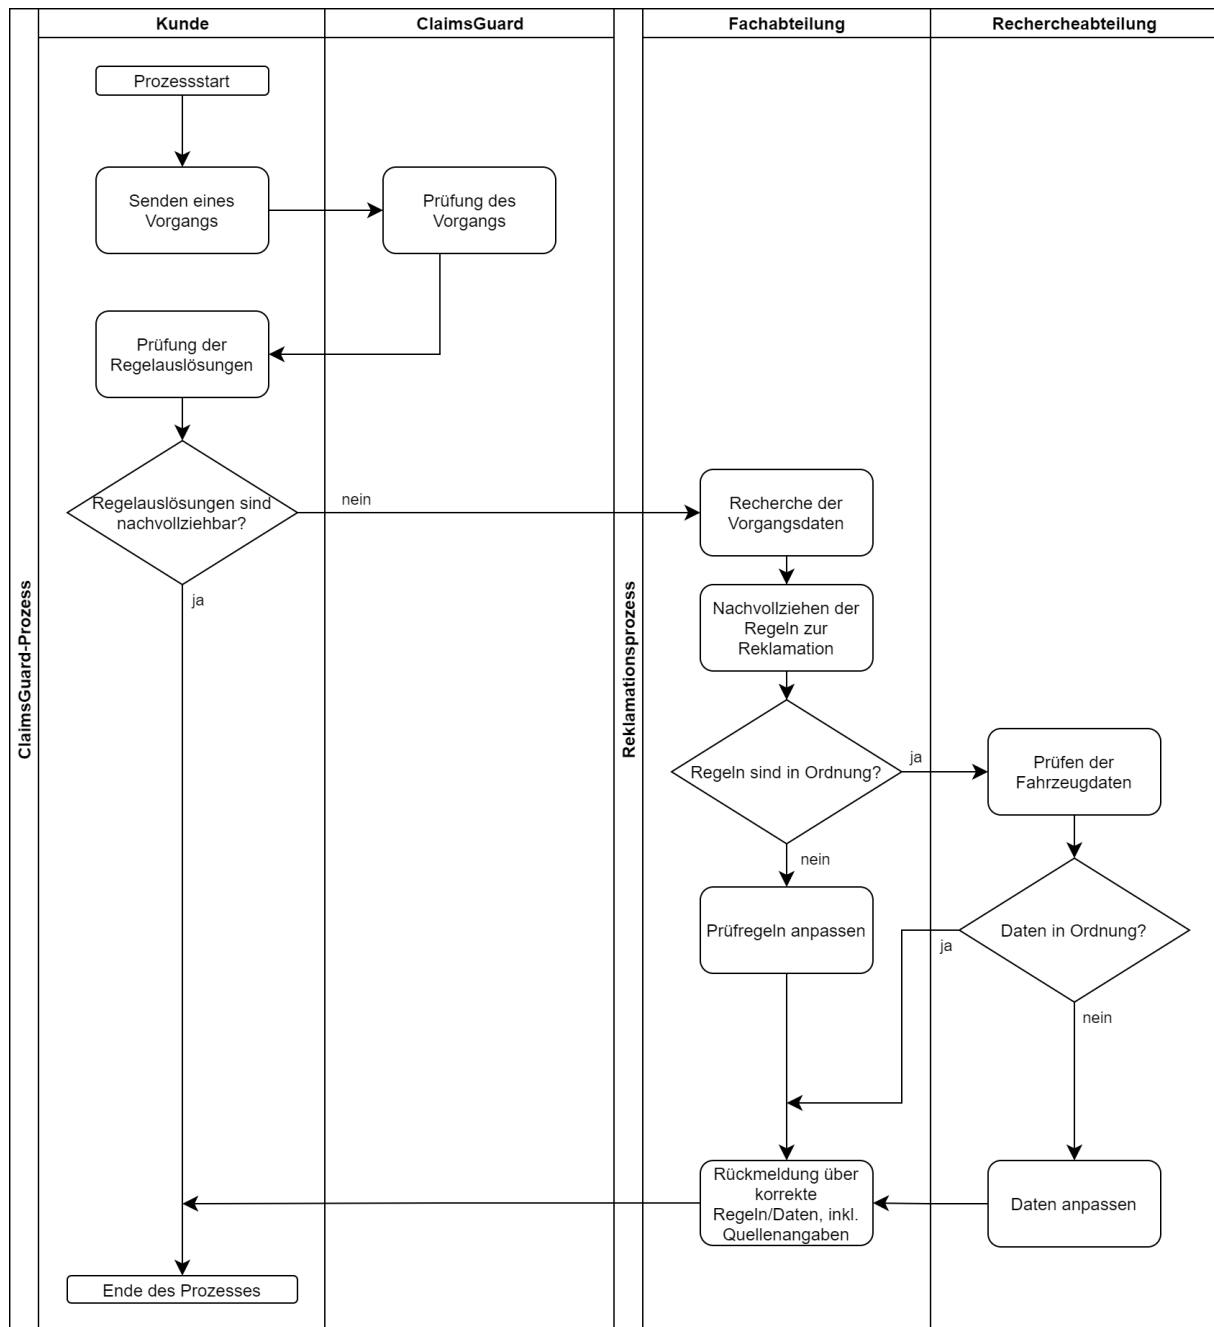 Kunde
ClaimsGuard
Fachabteilung
Rechercheabteilung
ClaimsGuard-Prozess
Reklamationsprozess
Prozessstart
Senden eines
Vorgangs
Prüfung des
Vorgangs
Prüfung der
Regelauslösungen
Regelauslösungen sind
nachvollziehbar?
nein
ja
Recherche der
Vorgangsdaten
Nachvollziehen der
Regeln zur
Reklamation
Regeln sind in Ordnung?
ja
nein
Prüfen der
Fahrzeugdaten
Prüfregeln anpassen
Daten in Ordnung?
ja
nein
Rückmeldung über
korrekte
Regeln/Daten, inkl.
Quellenangaben
Daten anpassen
Ende des Prozesses